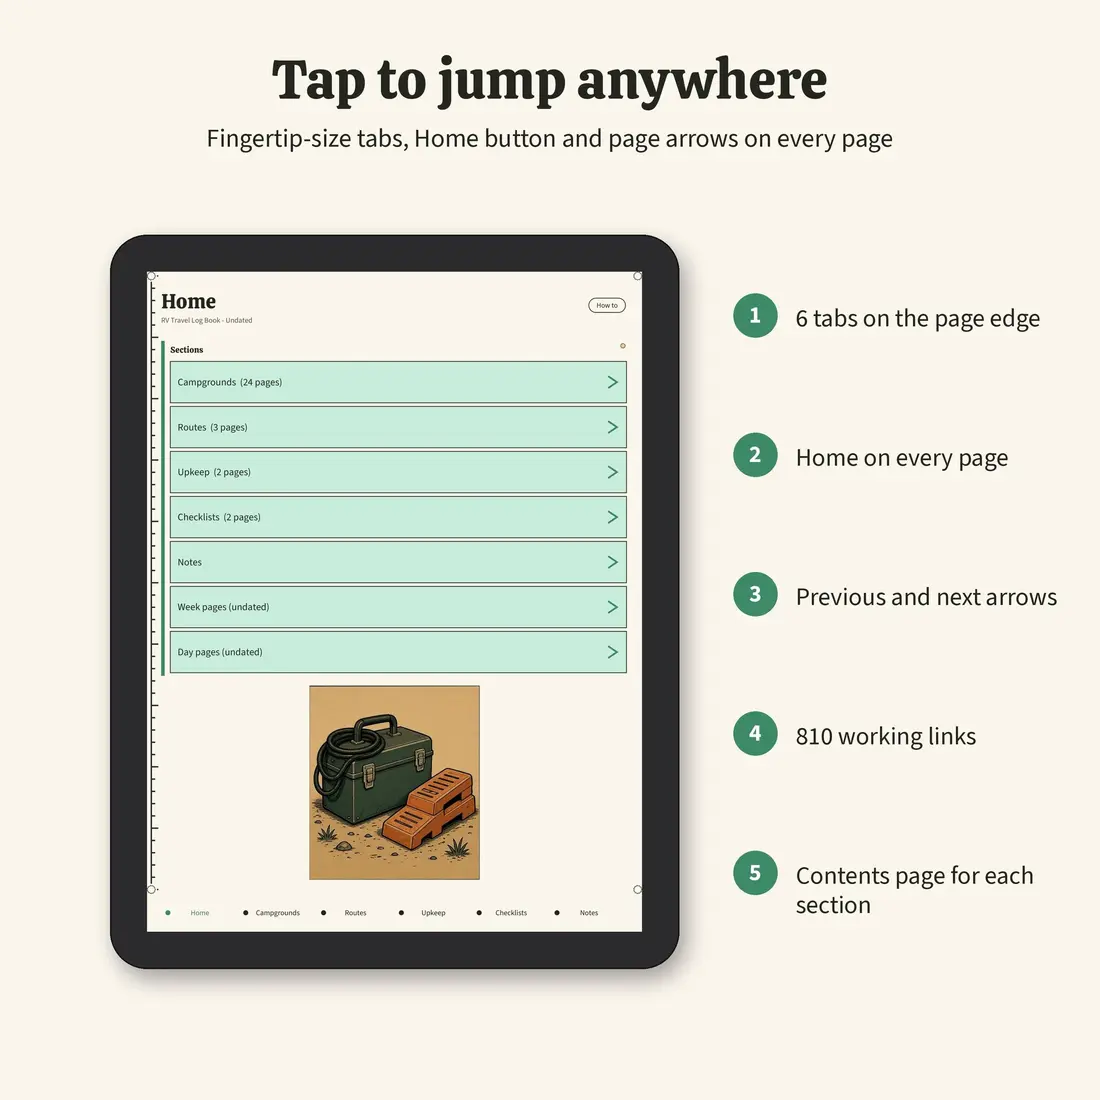 Tap to jump anywhere
Fingertip-size tabs, Home button and page arrows on every page
Home
How to
RV Travel Log Book - Undated
Sections
Campgrounds (24 pages)
Routes (3 pages)
Upkeep (2 pages)
Checklists (2 pages)
Notes
Week pages (undated)
Day pages (undated)
Home
Campgrounds
Routes
Upkeep
Checklists
Notes
1 6 tabs on the page edge
2 Home on every page
3 Previous and next arrows
4 810 working links
5 Contents page for each
section